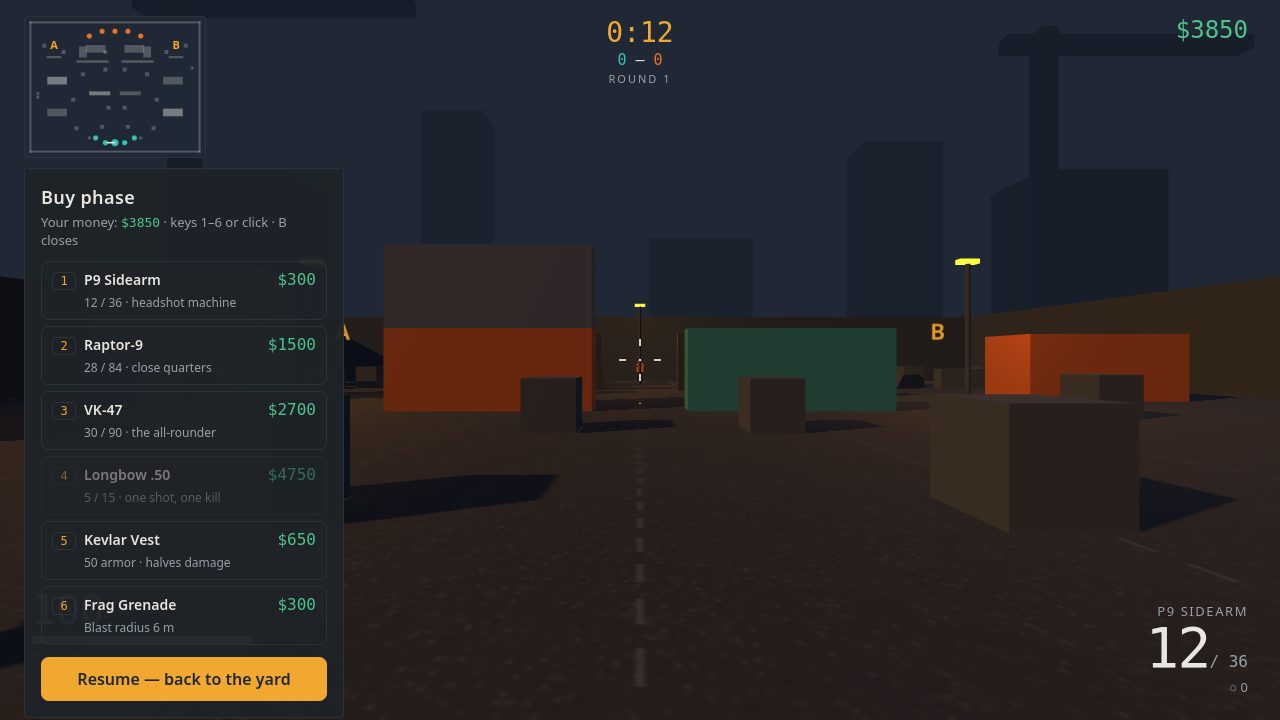 A
B
0:12
0 — 0
ROUND 1
$3850
Buy phase
Your money: $3850 · keys 1–6 or click · B
closes
1 P9 Sidearm $300
12 / 36 · headshot machine
2 Raptor-9 $1500
28 / 84 · close quarters
3 VK-47 $2700
30 / 90 · the all-rounder
4 Longbow .50 $4750
5 / 15 · one shot, one kill
5 Kevlar Vest $650
50 armor · halves damage
6 Frag Grenade $300
Blast radius 6 m
Resume — back to the yard
A
B
P9 SIDEARM
12 / 36
○ 0